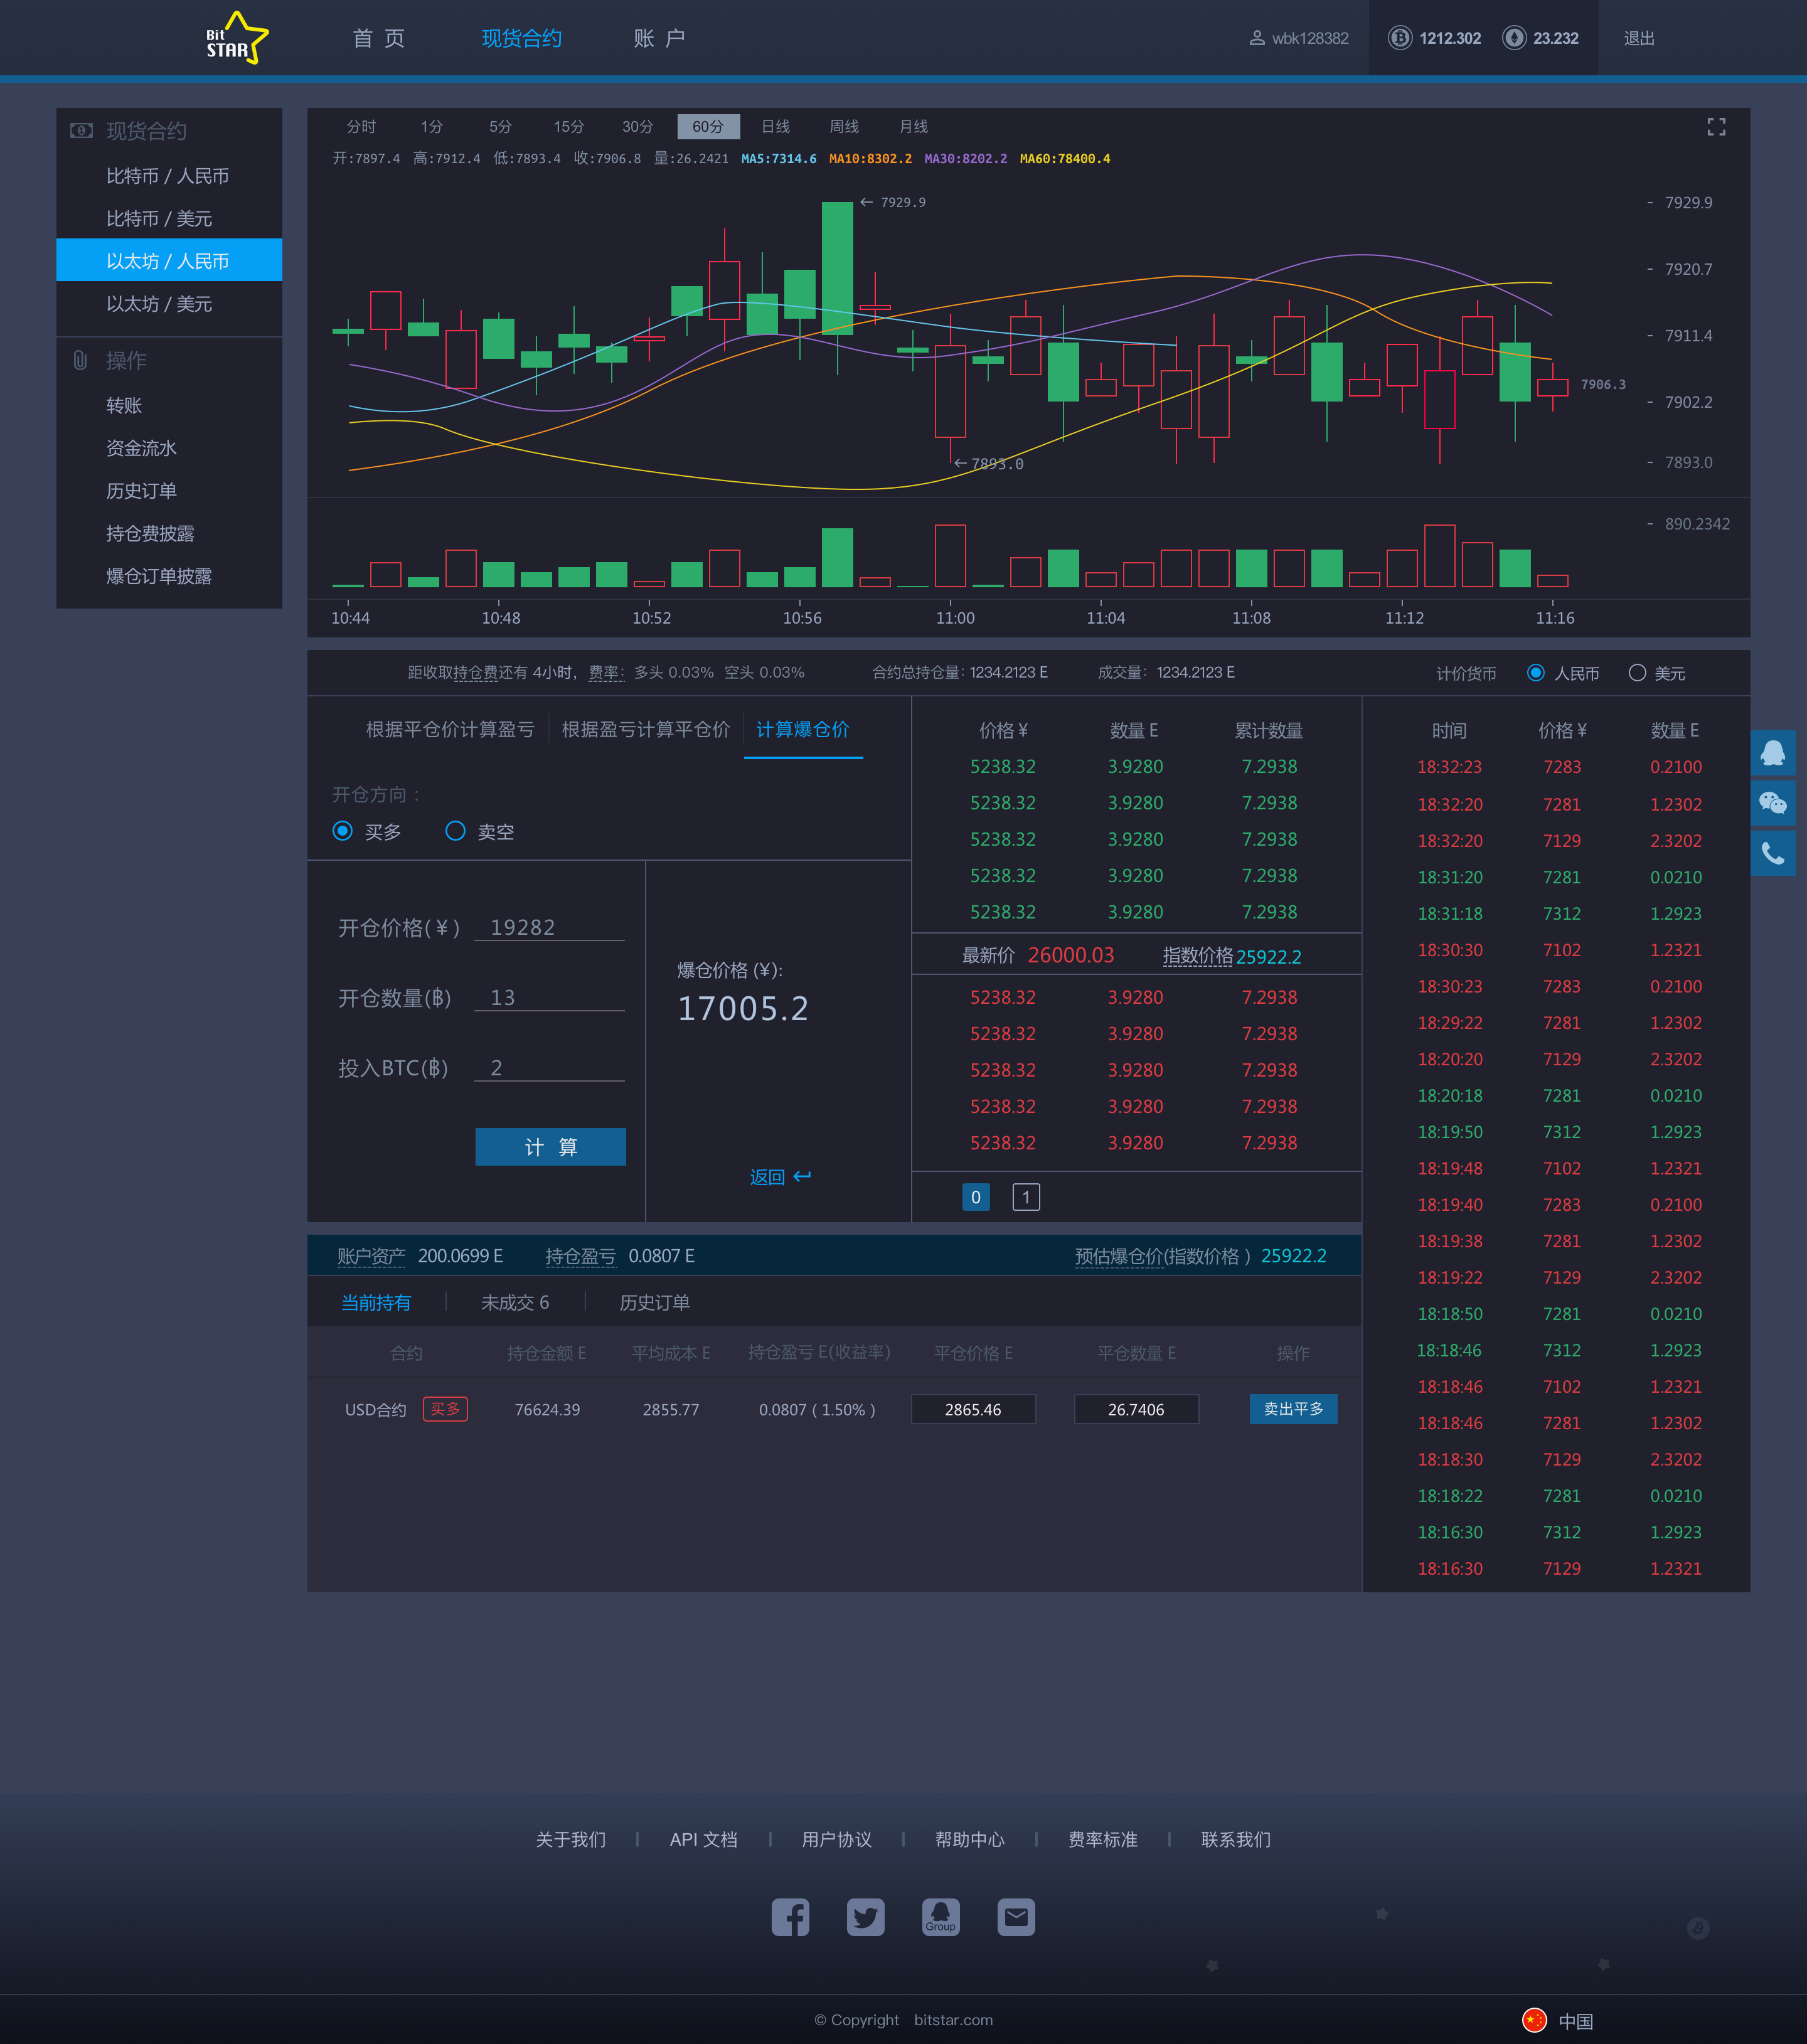 Bit STAR 首 页 现货合约 账 户 wbk128382 1212.302 23.232 退出
现货合约
比特币 / 人民币
比特币 / 美元
以太坊 / 人民币
以太坊 / 美元
操作
转账
资金流水
历史订单
持仓费披露
爆仓订单披露
分时 1分 5分 15分 30分 60分 日线 周线 月线
开:7897.4 高:7912.4 低:7893.4 收:7906.8 量:26.2421 MA5:7314.6 MA10:8302.2 MA30:8202.2 MA60:78400.4
← 7929.9
- 7929.9
- 7920.7
- 7911.4
7906.3
- 7902.2
←7893.0
- 7893.0
- 890.2342
10:44 10:48 10:52 10:56 11:00 11:04 11:08 11:12 11:16
距收取持仓费还有 4小时, 费率: 多头 0.03% 空头 0.03% 合约总持仓量: 1234.2123 E 成交量: 1234.2123 E 计价货币 人民币 美元
根据平仓价计算盈亏 根据盈亏计算平仓价 计算爆仓价
开仓方向 :
买多 卖空
开仓价格(¥) 19282
开仓数量(฿) 13
投入BTC(฿) 2
计 算
爆仓价格 (¥):
17005.2
返回
价格 ¥ 数量 E 累计数量
5238.32 3.9280 7.2938
5238.32 3.9280 7.2938
5238.32 3.9280 7.2938
5238.32 3.9280 7.2938
5238.32 3.9280 7.2938
最新价 26000.03 指数价格 25922.2
5238.32 3.9280 7.2938
5238.32 3.9280 7.2938
5238.32 3.9280 7.2938
5238.32 3.9280 7.2938
5238.32 3.9280 7.2938
0 1
时间 价格 ¥ 数量 E
18:32:23 7283 0.2100
18:32:20 7281 1.2302
18:32:20 7129 2.3202
18:31:20 7281 0.0210
18:31:18 7312 1.2923
18:30:30 7102 1.2321
18:30:23 7283 0.2100
18:29:22 7281 1.2302
18:20:20 7129 2.3202
18:20:18 7281 0.0210
18:19:50 7312 1.2923
18:19:48 7102 1.2321
18:19:40 7283 0.2100
18:19:38 7281 1.2302
18:19:22 7129 2.3202
18:18:50 7281 0.0210
18:18:46 7312 1.2923
18:18:46 7102 1.2321
18:18:46 7281 1.2302
18:18:30 7129 2.3202
18:18:22 7281 0.0210
18:16:30 7312 1.2923
18:16:30 7129 1.2321
账户资产 200.0699 E 持仓盈亏 0.0807 E 预估爆仓价(指数价格 ) 25922.2
当前持有 未成交 6 历史订单
合约 持仓金额 E 平均成本 E 持仓盈亏 E(收益率) 平仓价格 E 平仓数量 E 操作
USD合约 买多 76624.39 2855.77 0.0807 ( 1.50% ) 2865.46 26.7406 卖出平多
关于我们 | API 文档 | 用户协议 | 帮助中心 | 费率标准 | 联系我们
Group
© Copyright bitstar.com 中国